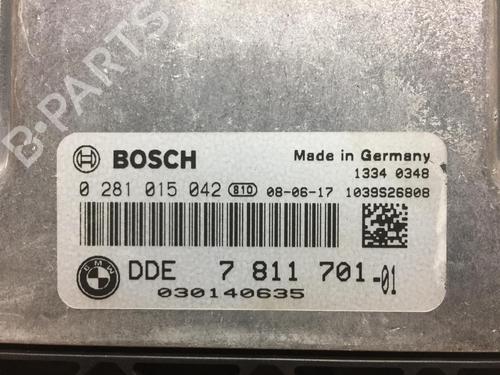 B-PARTS
BOSCH
Made in Germany
1334 0348
0 281 015 042 810 08-06-17 1039S26808
BMW
DDE 7 811 701-01
030140635